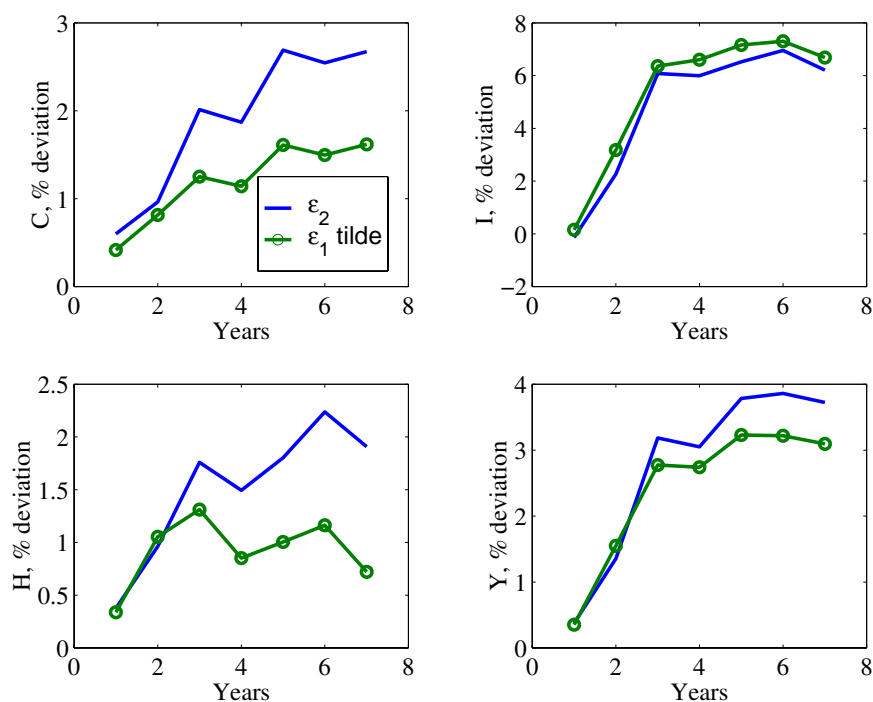 3
2
1
0
C, % deviation
0 2 4 6 8
Years
ε2
ε1 tilde
8
6
4
2
0
−2
I, % deviation
0 2 4 6 8
Years
2.5
2
1.5
1
0.5
0
H, % deviation
0 2 4 6 8
Years
4
3
2
1
0
Y, % deviation
0 2 4 6 8
Years